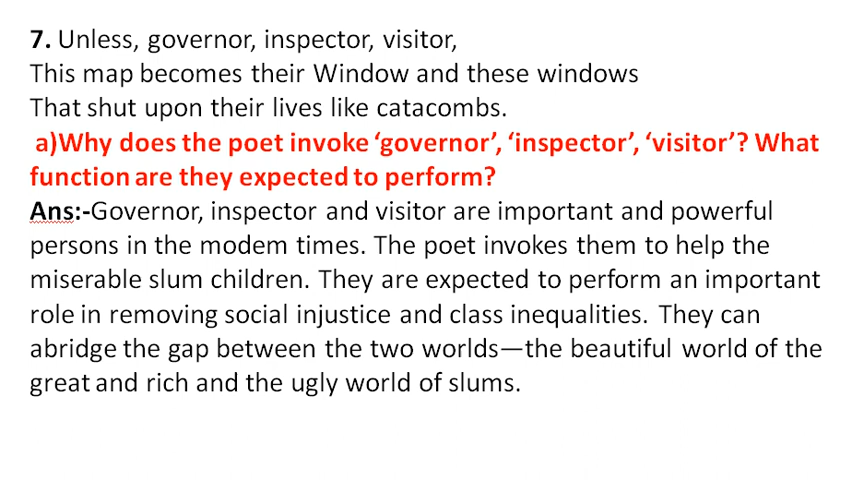 7. Unless, governor, inspector, visitor,
This map becomes their Window and these windows
That shut upon their lives like catacombs.
a)Why does the poet invoke ‘governor’, ‘inspector’, ‘visitor’? What
function are they expected to perform?
Ans:-Governor, inspector and visitor are important and powerful
persons in the modem times. The poet invokes them to help the
miserable slum children. They are expected to perform an important
role in removing social injustice and class inequalities. They can
abridge the gap between the two worlds—the beautiful world of the
great and rich and the ugly world of slums.